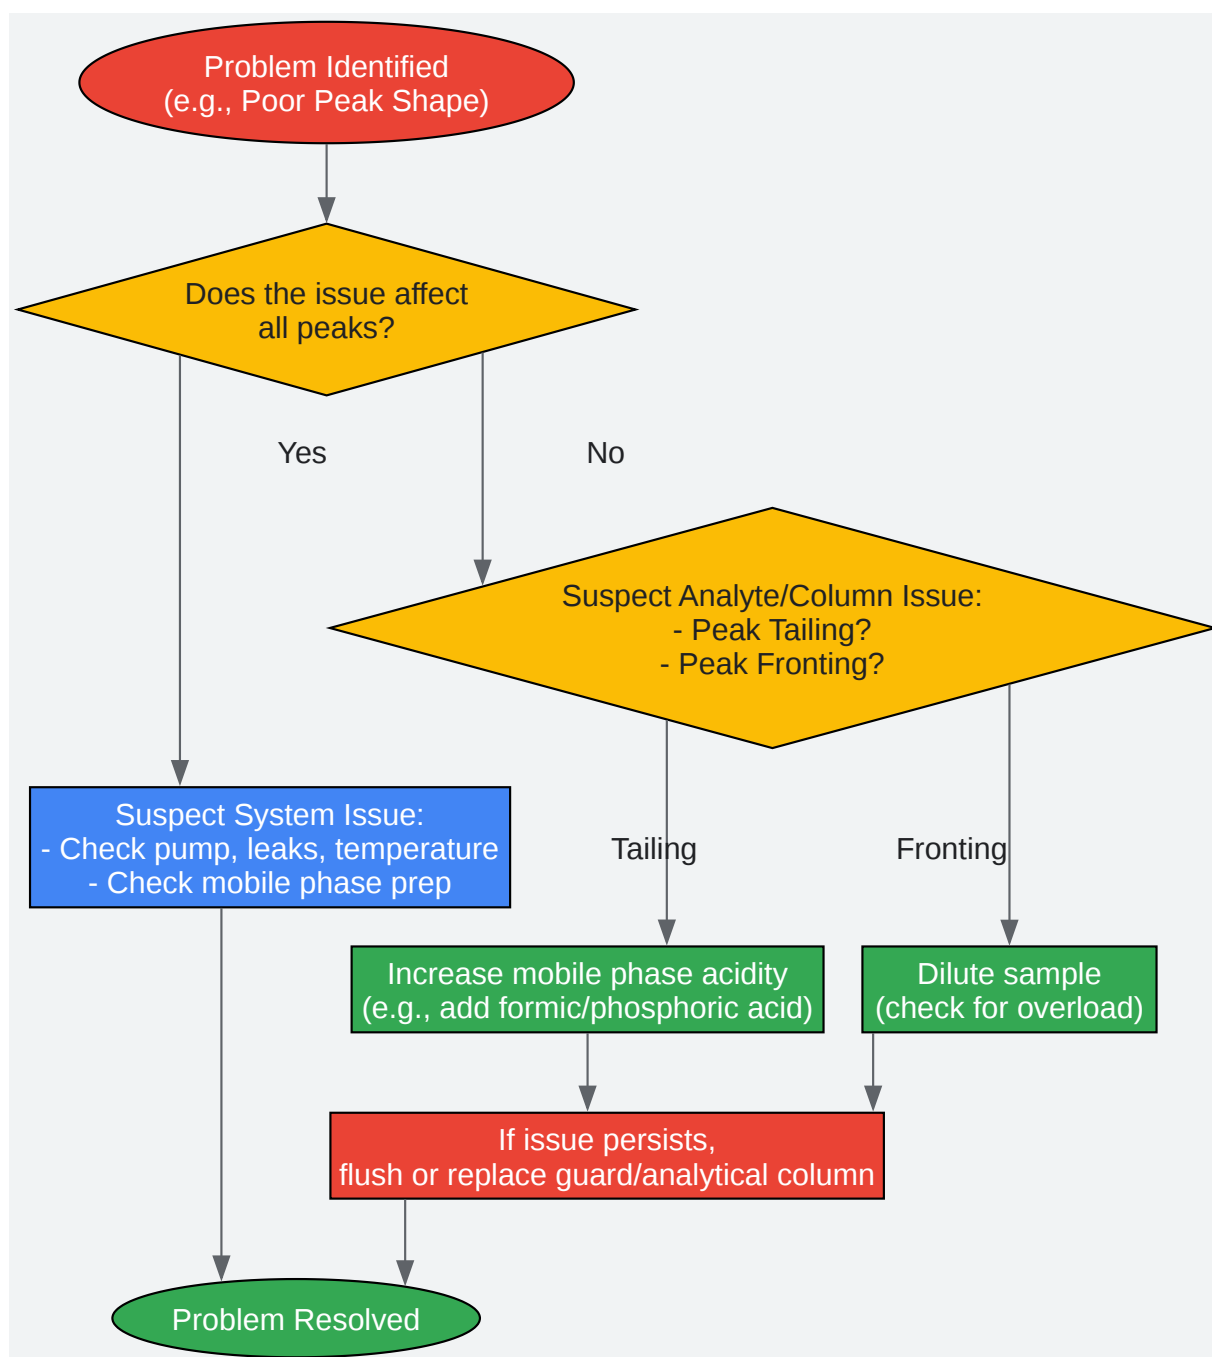 Problem Identified
(e.g., Poor Peak Shape)
Does the issue affect
all peaks?
Yes
No
Suspect Analyte/Column Issue:
- Peak Tailing?
- Peak Fronting?
Suspect System Issue:
- Check pump, leaks, temperature
- Check mobile phase prep
Tailing
Fronting
Increase mobile phase acidity
(e.g., add formic/phosphoric acid)
Dilute sample
(check for overload)
If issue persists,
flush or replace guard/analytical column
Problem Resolved